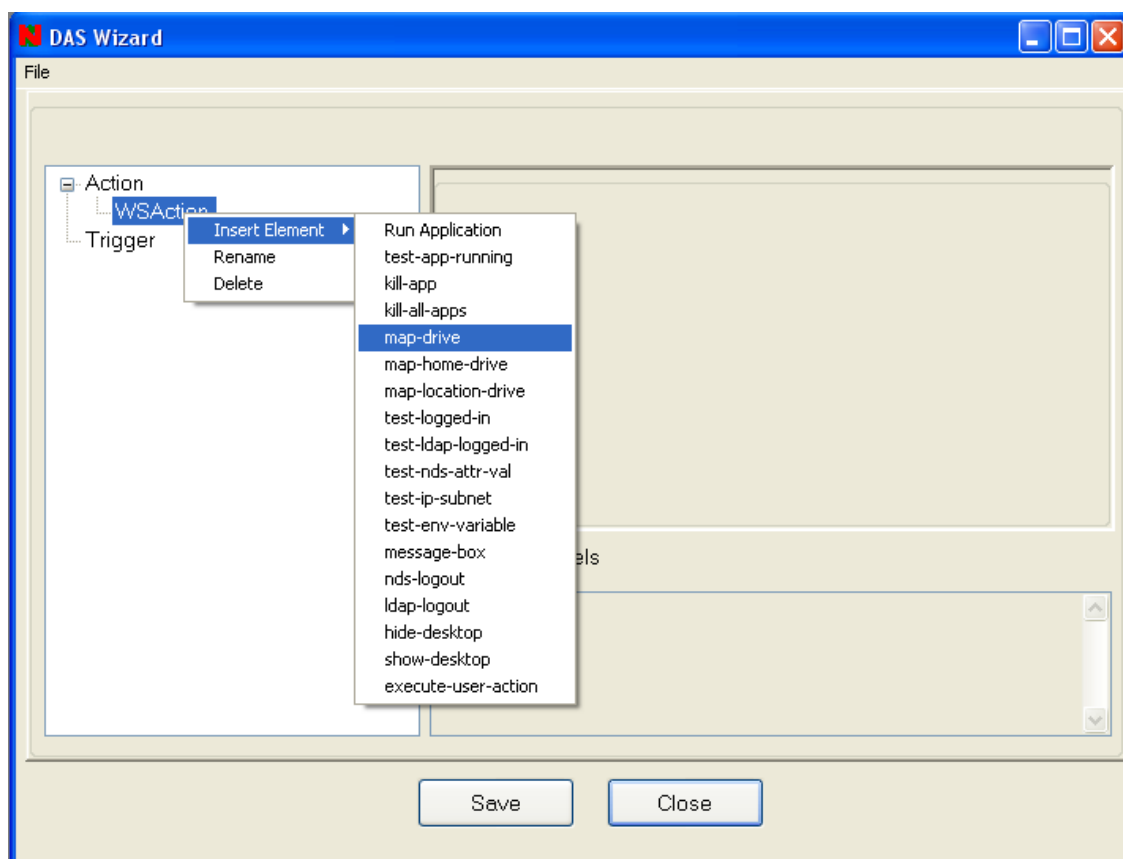 DAS Wizard
File
Action
WSAction
Trigger
Insert Element
Rename
Delete
Run Application
test-app-running
kill-app
kill-all-apps
map-drive
map-home-drive
map-location-drive
test-logged-in
test-ldap-logged-in
test-nds-attr-val
test-ip-subnet
test-env-variable
message-box
nds-logout
ldap-logout
hide-desktop
show-desktop
execute-user-action
els
Save
Close